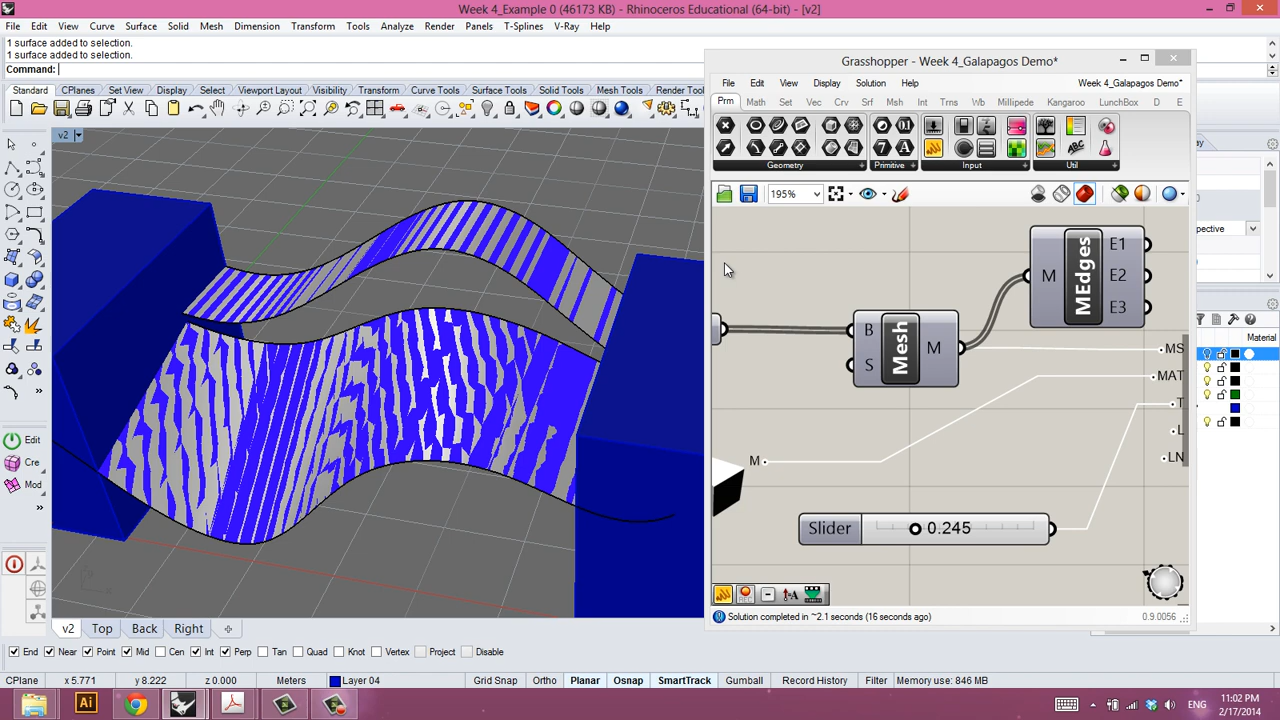 Week 4_Example 0 (46173 KB) - Rhinoceros Educational (64-bit) - [v2]
File Edit View Curve Surface Solid Mesh Dimension Transform Tools Analyze Render Panels T-Splines V-Ray Help
1 surface added to selection.
1 surface added to selection.
Command:
Standard CPlanes Set View Display Select Viewport Layout Visibility Transform Curve Tools Surface Tools Solid Tools Mesh Tools Render Tool
v2
Grasshopper - Week 4_Galapagos Demo*
File Edit View Display Solution Help Week 4_Galapagos Demo*
Prm Math Set Vec Crv Srf Msh Int Trns Wb Millipede Kangaroo LunchBox D E
Geometry Primitive Input Util
195%
MEdges
M E1
E2
E3
Mesh
B M
S
MS
MAT
T
L
LN
M
Slider 0.245
Solution completed in ~2.1 seconds (16 seconds ago) 0.9.0056
Material
Edit
Cre
Mod
v2 Top Back Right
End Near Point Mid Cen Int Perp Tan Quad Knot Vertex Project Disable
CPlane x 5.771 y 8.222 z 0.000 Meters Layer 04 Grid Snap Ortho Planar Osnap SmartTrack Gumball Record History Filter Memory use: 846 MB
Ai ENG 11:02 PM
2/17/2014